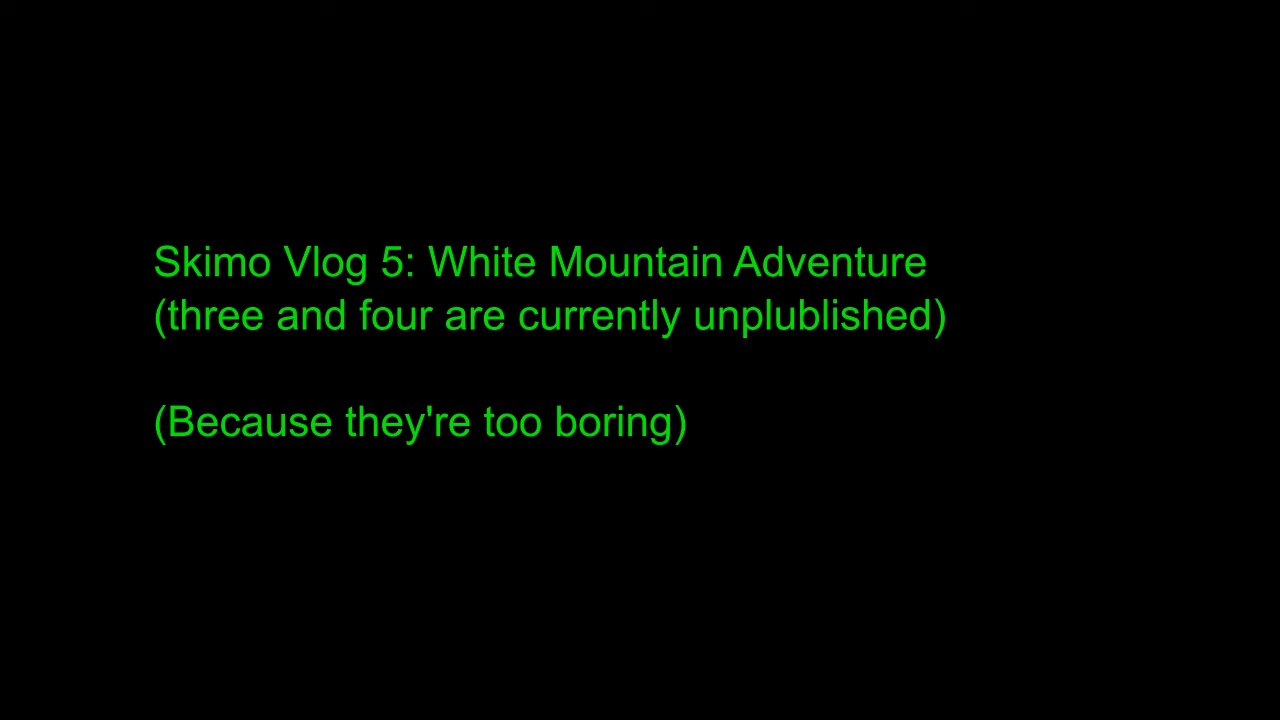 Skimo Vlog 5: White Mountain Adventure
(three and four are currently unplublished)
(Because they're too boring)